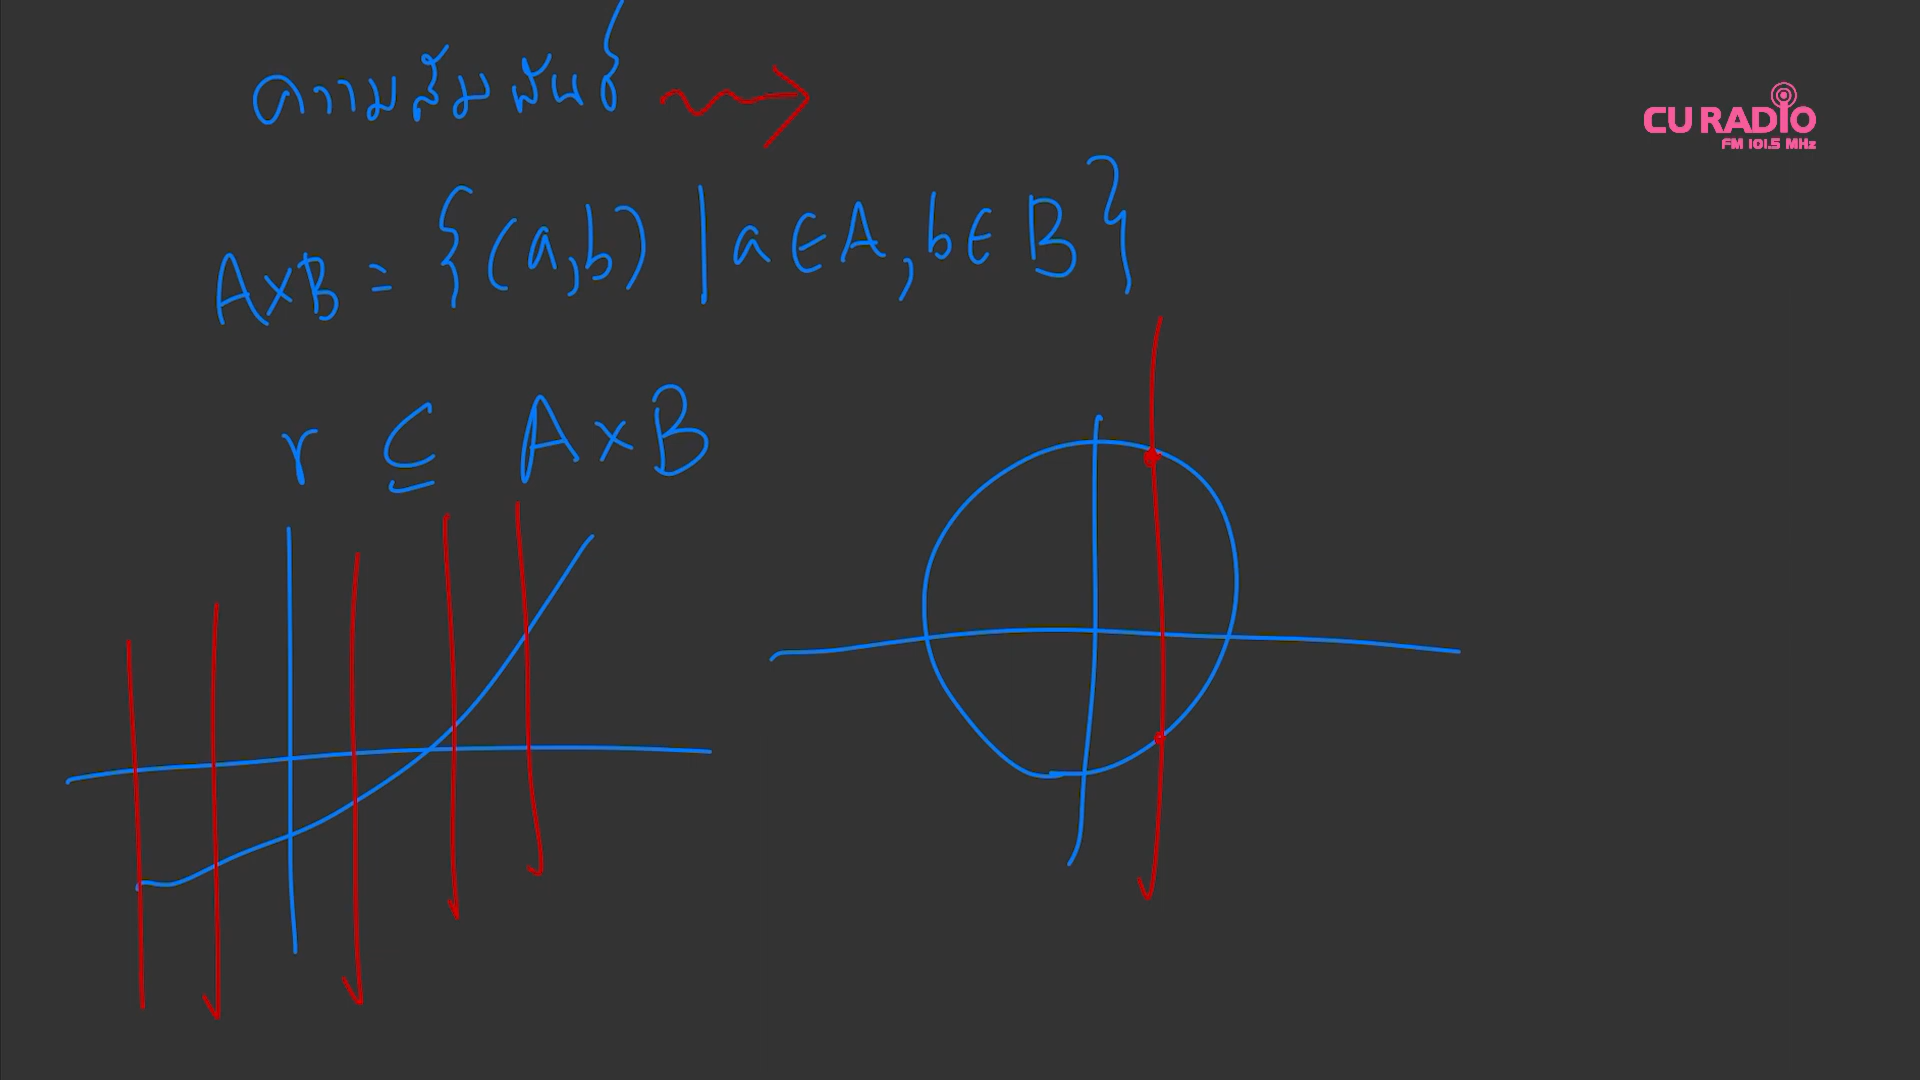 ความสัมพันธ์
CU RADIO
FM 101.5 MHz
A×B = {(a,b) | a∈A, b∈B}
r ⊆ A×B